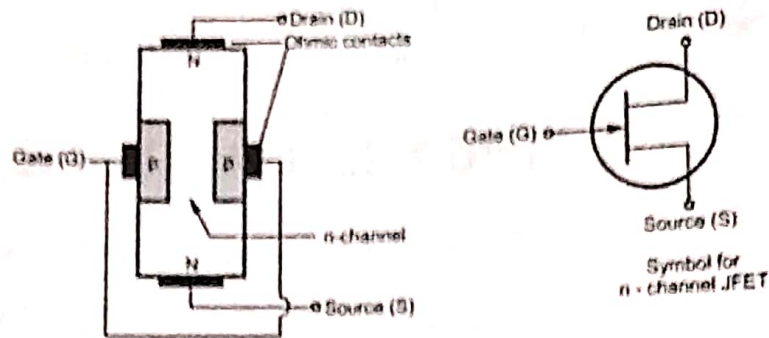 Drain (D)
Ohmic contacts
N
Gate (G)
P
P
n-channel
N
Source (S)
Drain (D)
Gate (G)
Source (S)
Symbol for
n - channel JFET